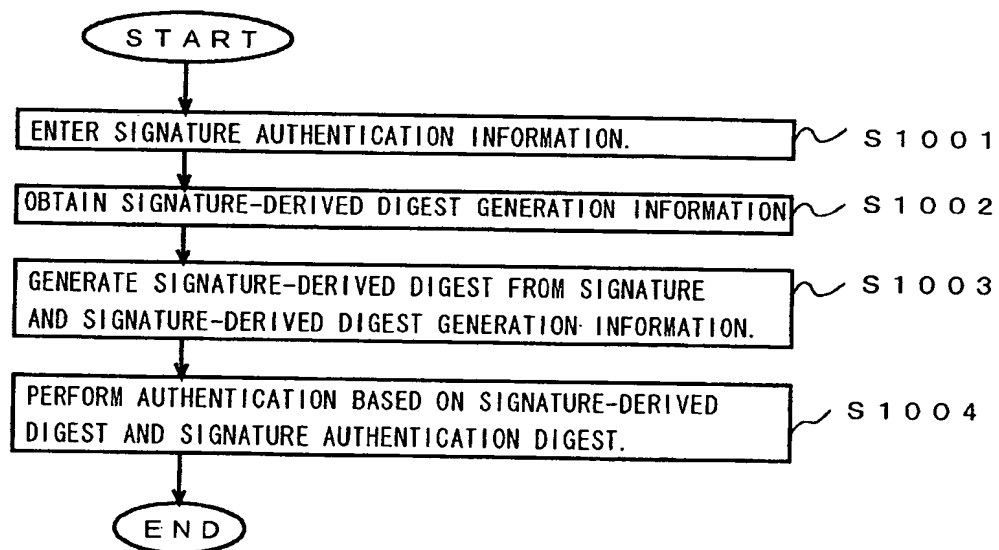 START
ENTER SIGNATURE AUTHENTICATION INFORMATION.
S1001
OBTAIN SIGNATURE-DERIVED DIGEST GENERATION INFORMATION
S1002
GENERATE SIGNATURE-DERIVED DIGEST FROM SIGNATURE
AND SIGNATURE-DERIVED DIGEST GENERATION INFORMATION.
S1003
PERFORM AUTHENTICATION BASED ON SIGNATURE-DERIVED
DIGEST AND SIGNATURE AUTHENTICATION DIGEST.
S1004
END